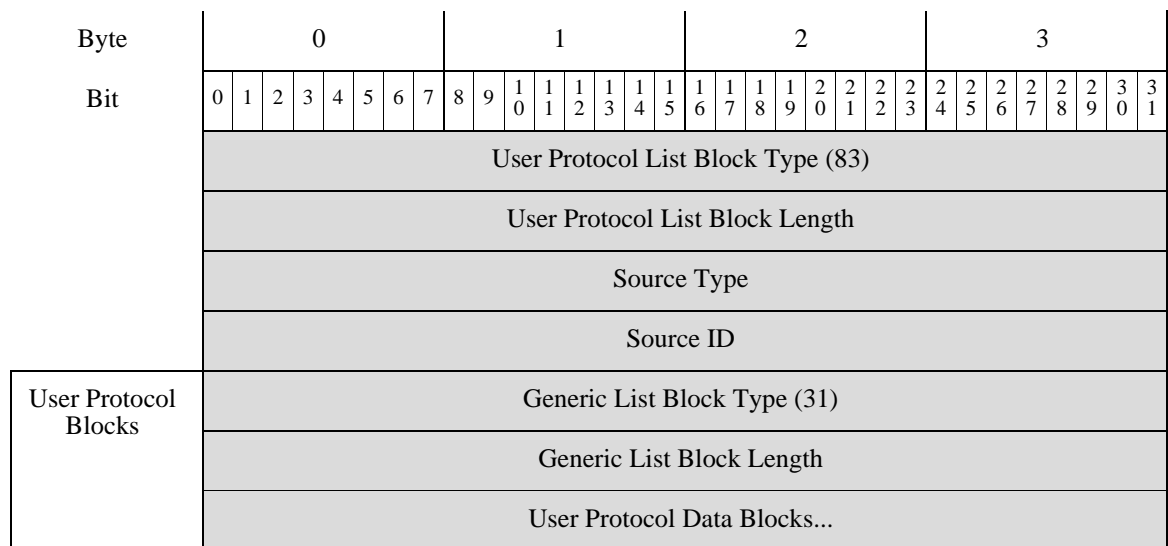 Byte 0 1 2 3
Bit 0 1 2 3 4 5 6 7 8 9 10 11 12 13 14 15 16 17 18 19 20 21 22 23 24 25 26 27 28 29 30 31
User Protocol List Block Type (83)
User Protocol List Block Length
Source Type
Source ID
User Protocol
Blocks
Generic List Block Type (31)
Generic List Block Length
User Protocol Data Blocks...